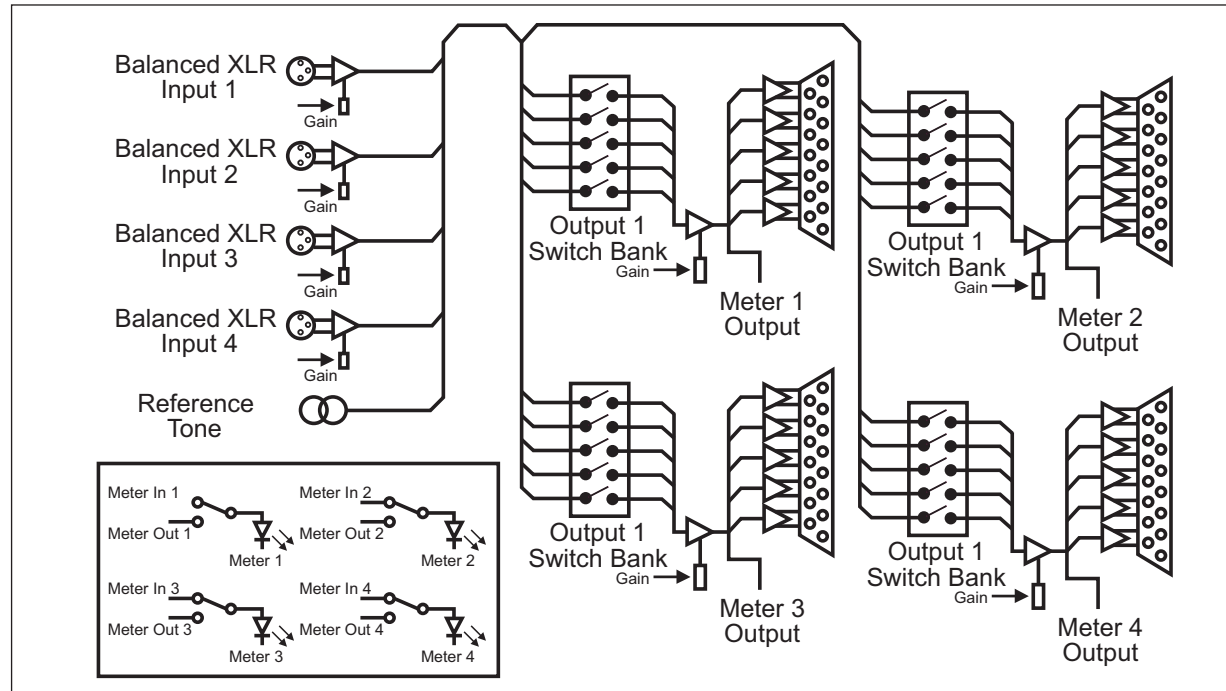 Balanced XLR
Input 1
Gain
Balanced XLR
Input 2
Gain
Balanced XLR
Input 3
Gain
Balanced XLR
Input 4
Gain
Reference
Tone
Output 1
Switch Bank
Gain
Meter 1
Output
Output 1
Switch Bank
Gain
Meter 2
Output
Output 1
Switch Bank
Gain
Meter 3
Output
Output 1
Switch Bank
Gain
Meter 4
Output
Meter In 1
Meter Out 1
Meter 1
Meter In 2
Meter Out 2
Meter 2
Meter In 3
Meter Out 3
Meter 3
Meter In 4
Meter Out 4
Meter 4